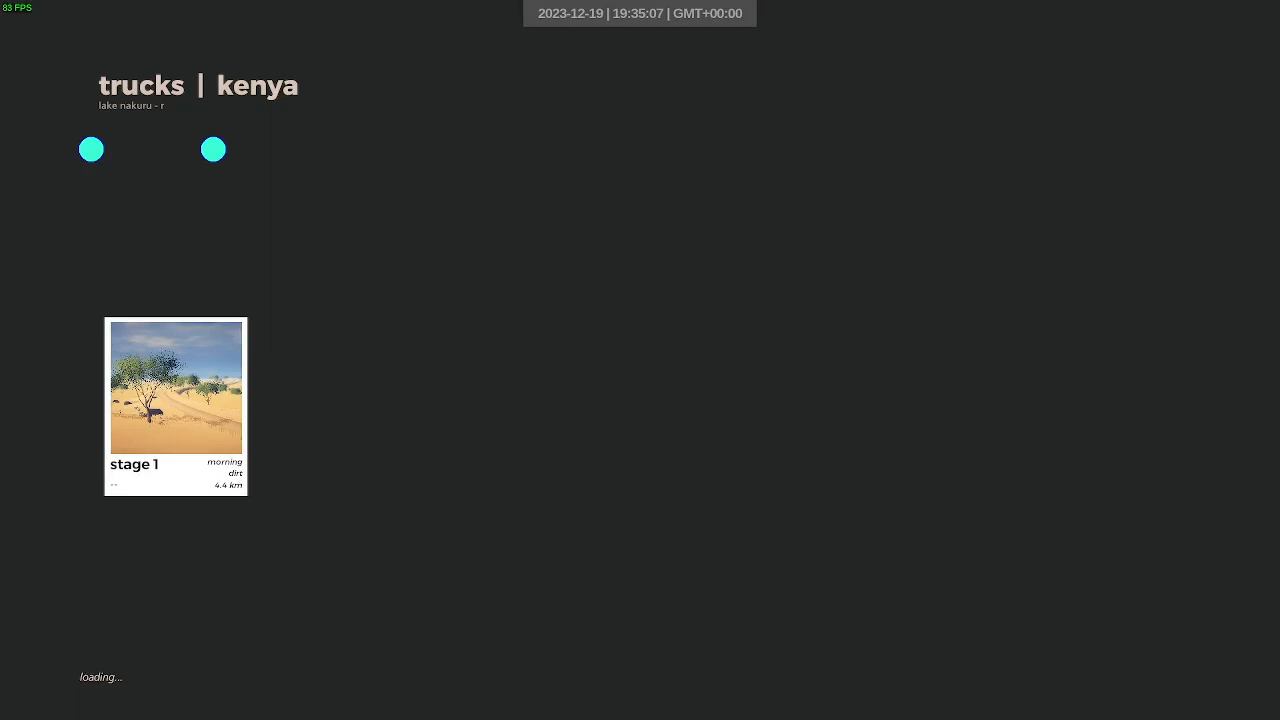 83 FPS
2023-12-19 | 19:35:07 | GMT+00:00
trucks | kenya
lake nakuru - r
stage 1
morning
dirt
--
4.4 km
loading...